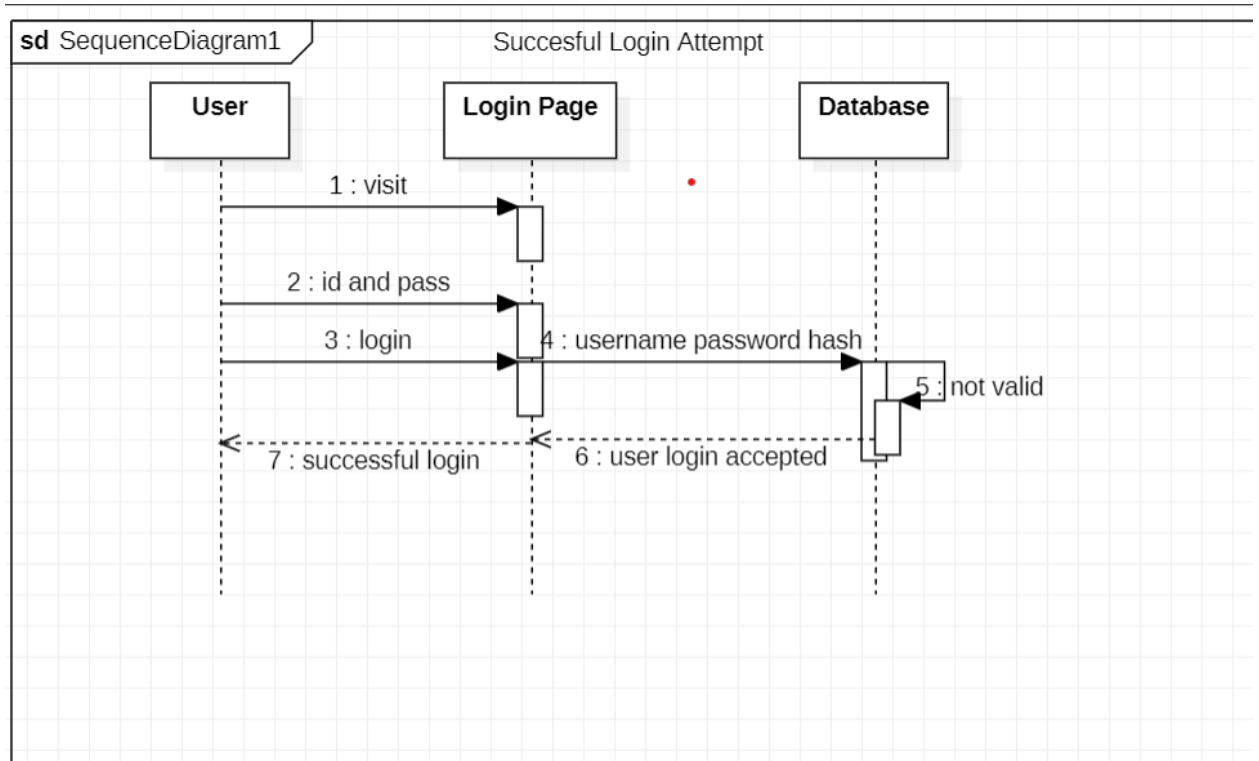 sd SequenceDiagram1
Succesful Login Attempt
User
Login Page
Database
1 : visit
2 : id and pass
3 : login
4 : username password hash
5 : not valid
6 : user login accepted
7 : successful login